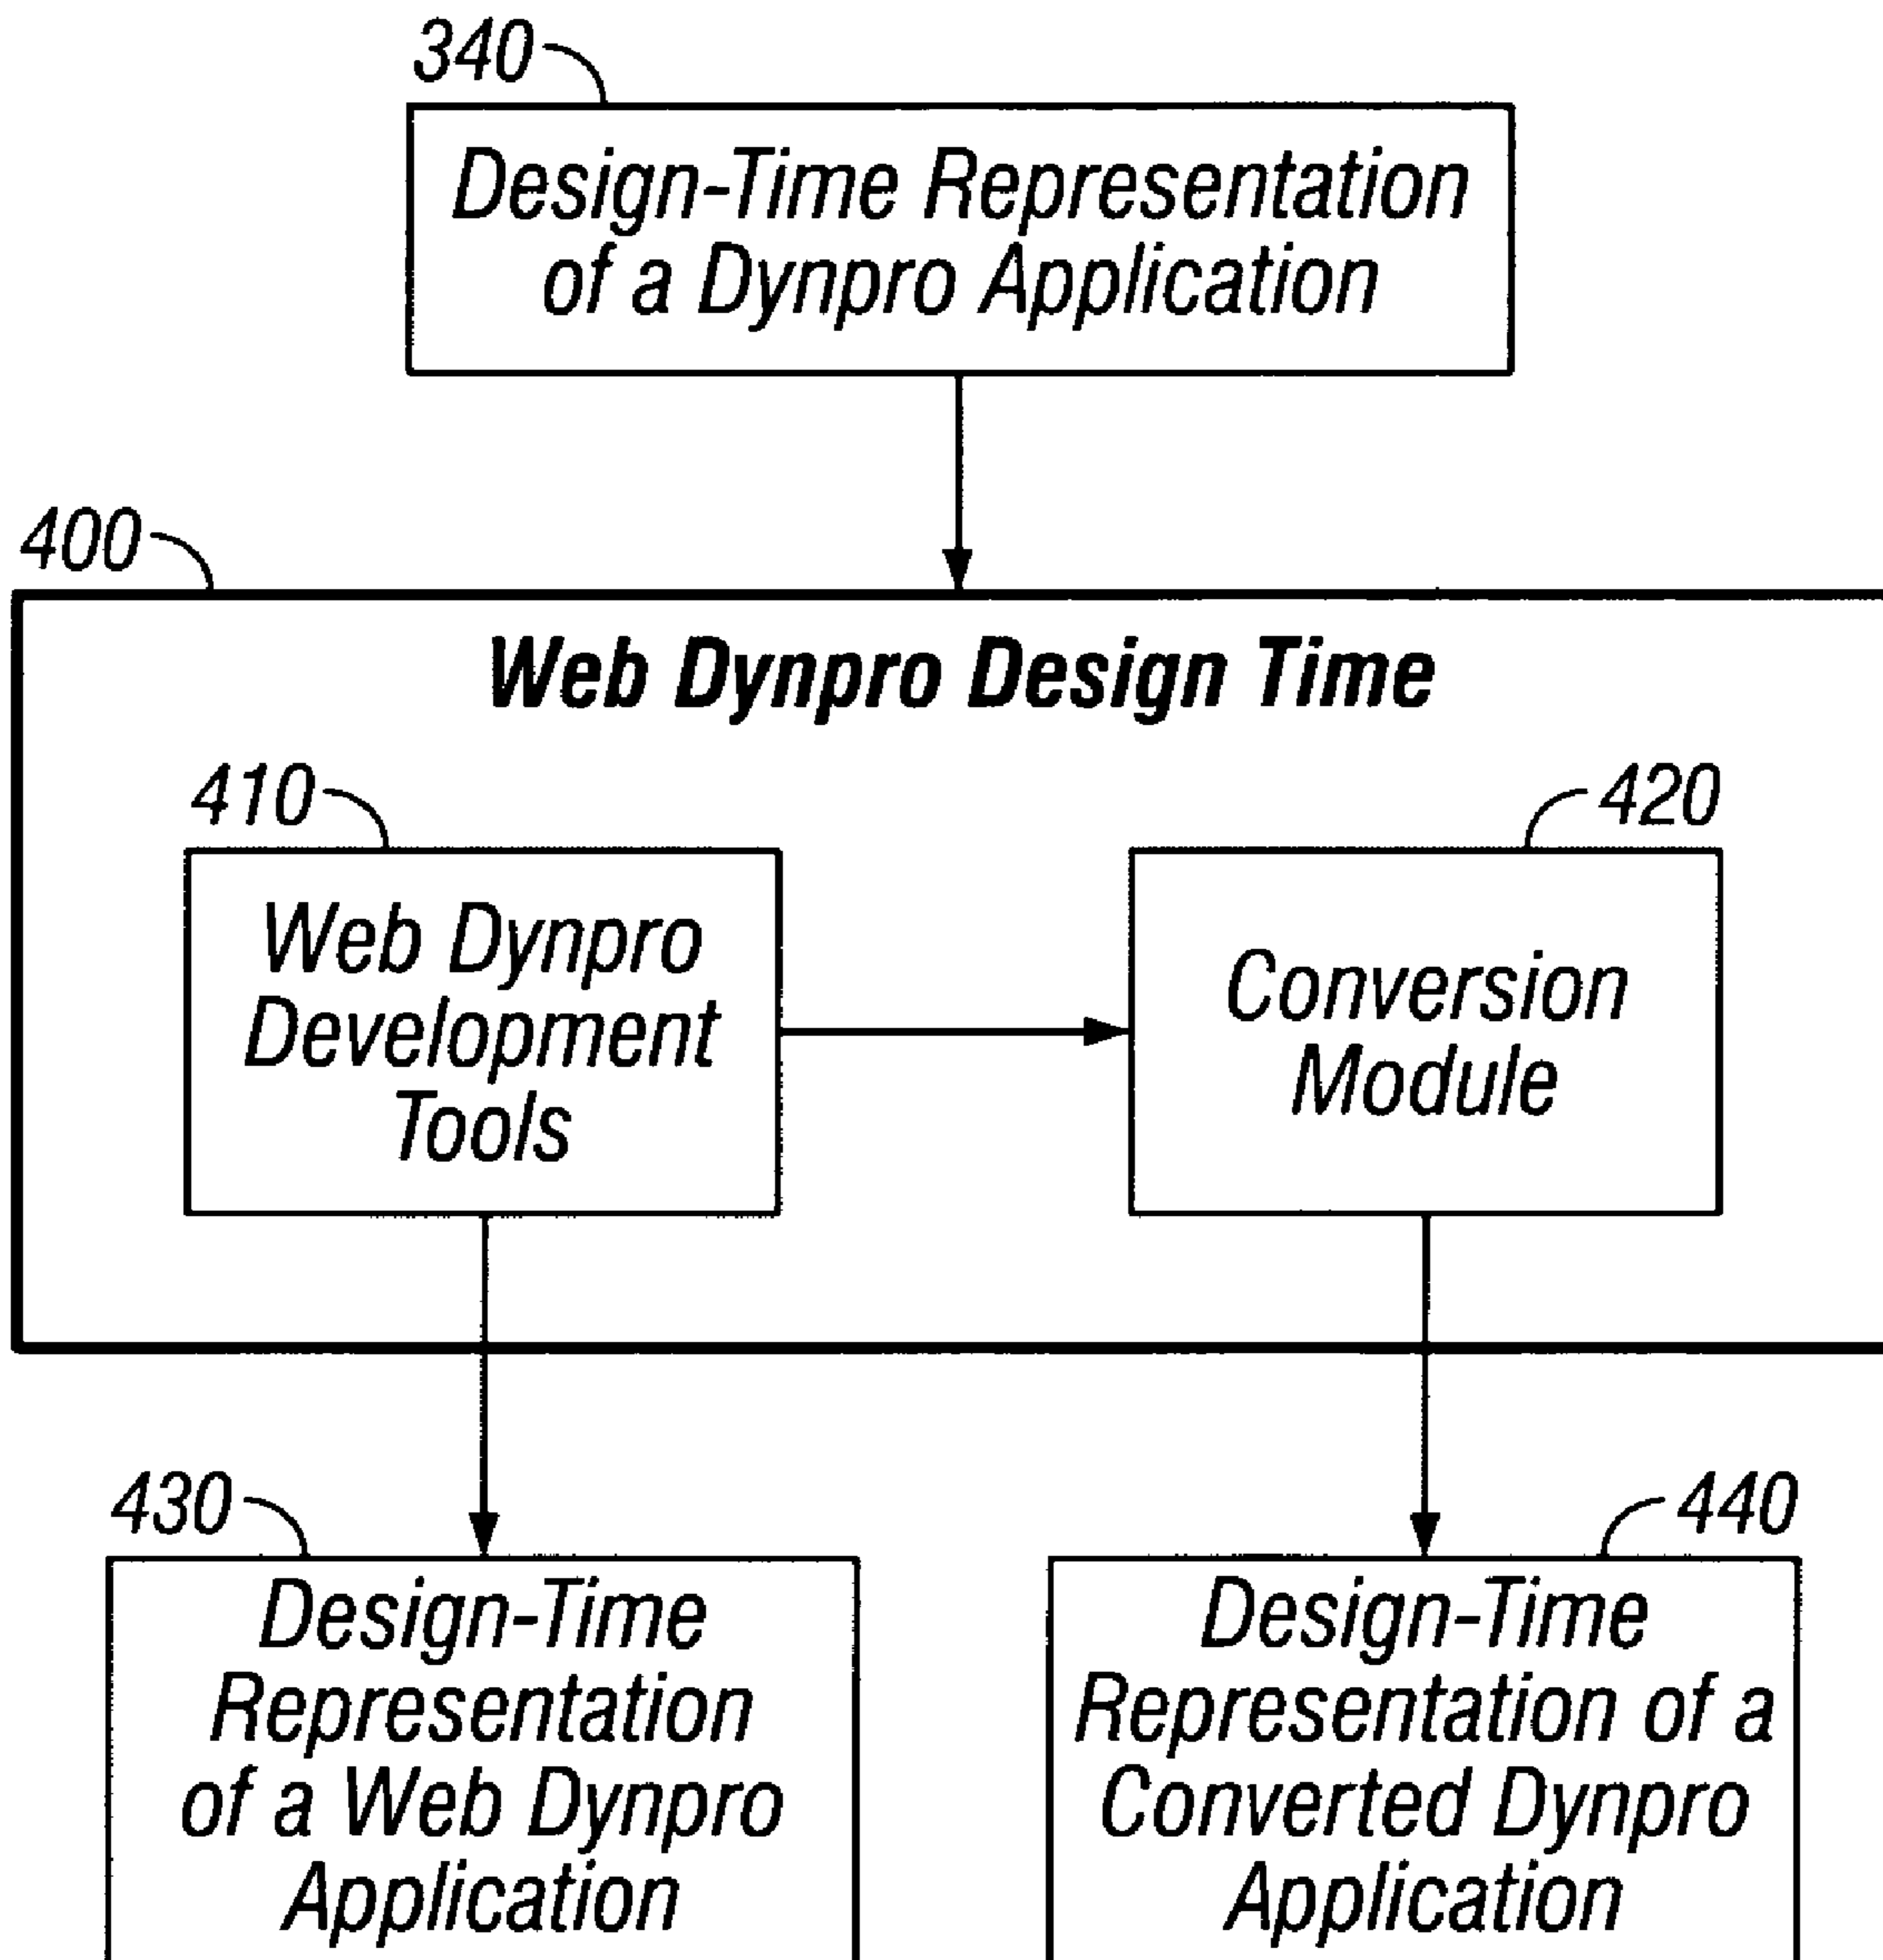 340
Design-Time Representation
of a Dynpro Application
400
Web Dynpro Design Time
410
420
Web Dynpro
Development
Tools
Conversion
Module
430
440
Design-Time
Representation
of a Web Dynpro
Application
Design-Time
Representation of a
Converted Dynpro
Application